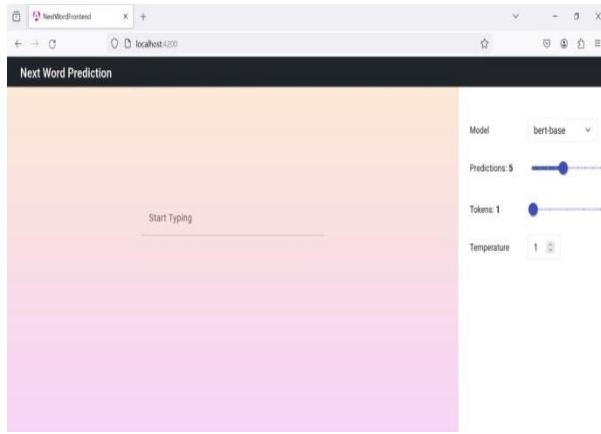 NextWordFrontend
localhost:4200
Next Word Prediction
Model bert-base
Predictions: 5
Start Typing
Tokens: 1
Temperature 1